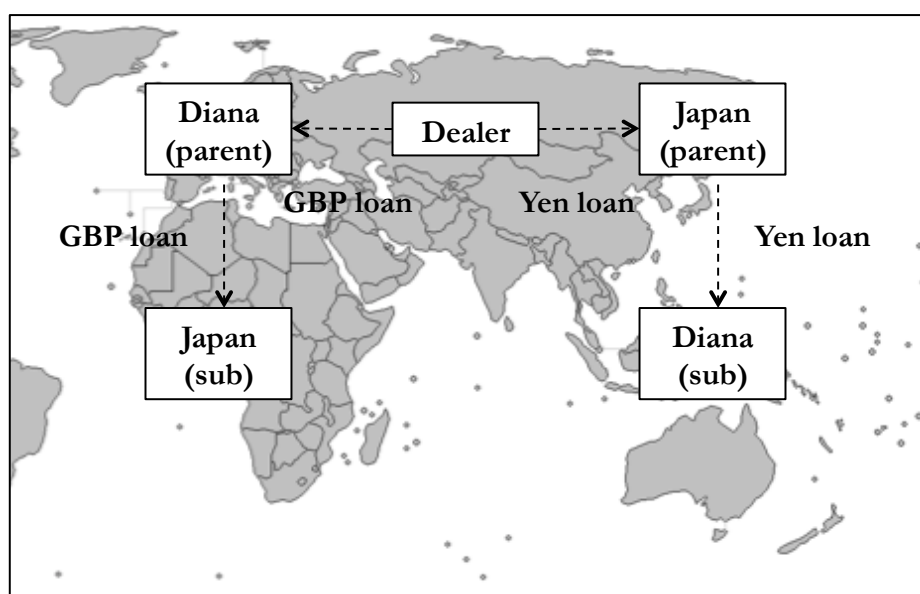 Diana
(parent)
Dealer
Japan
(parent)
GBP loan
Yen loan
GBP loan
Yen loan
Japan
(sub)
Diana
(sub)